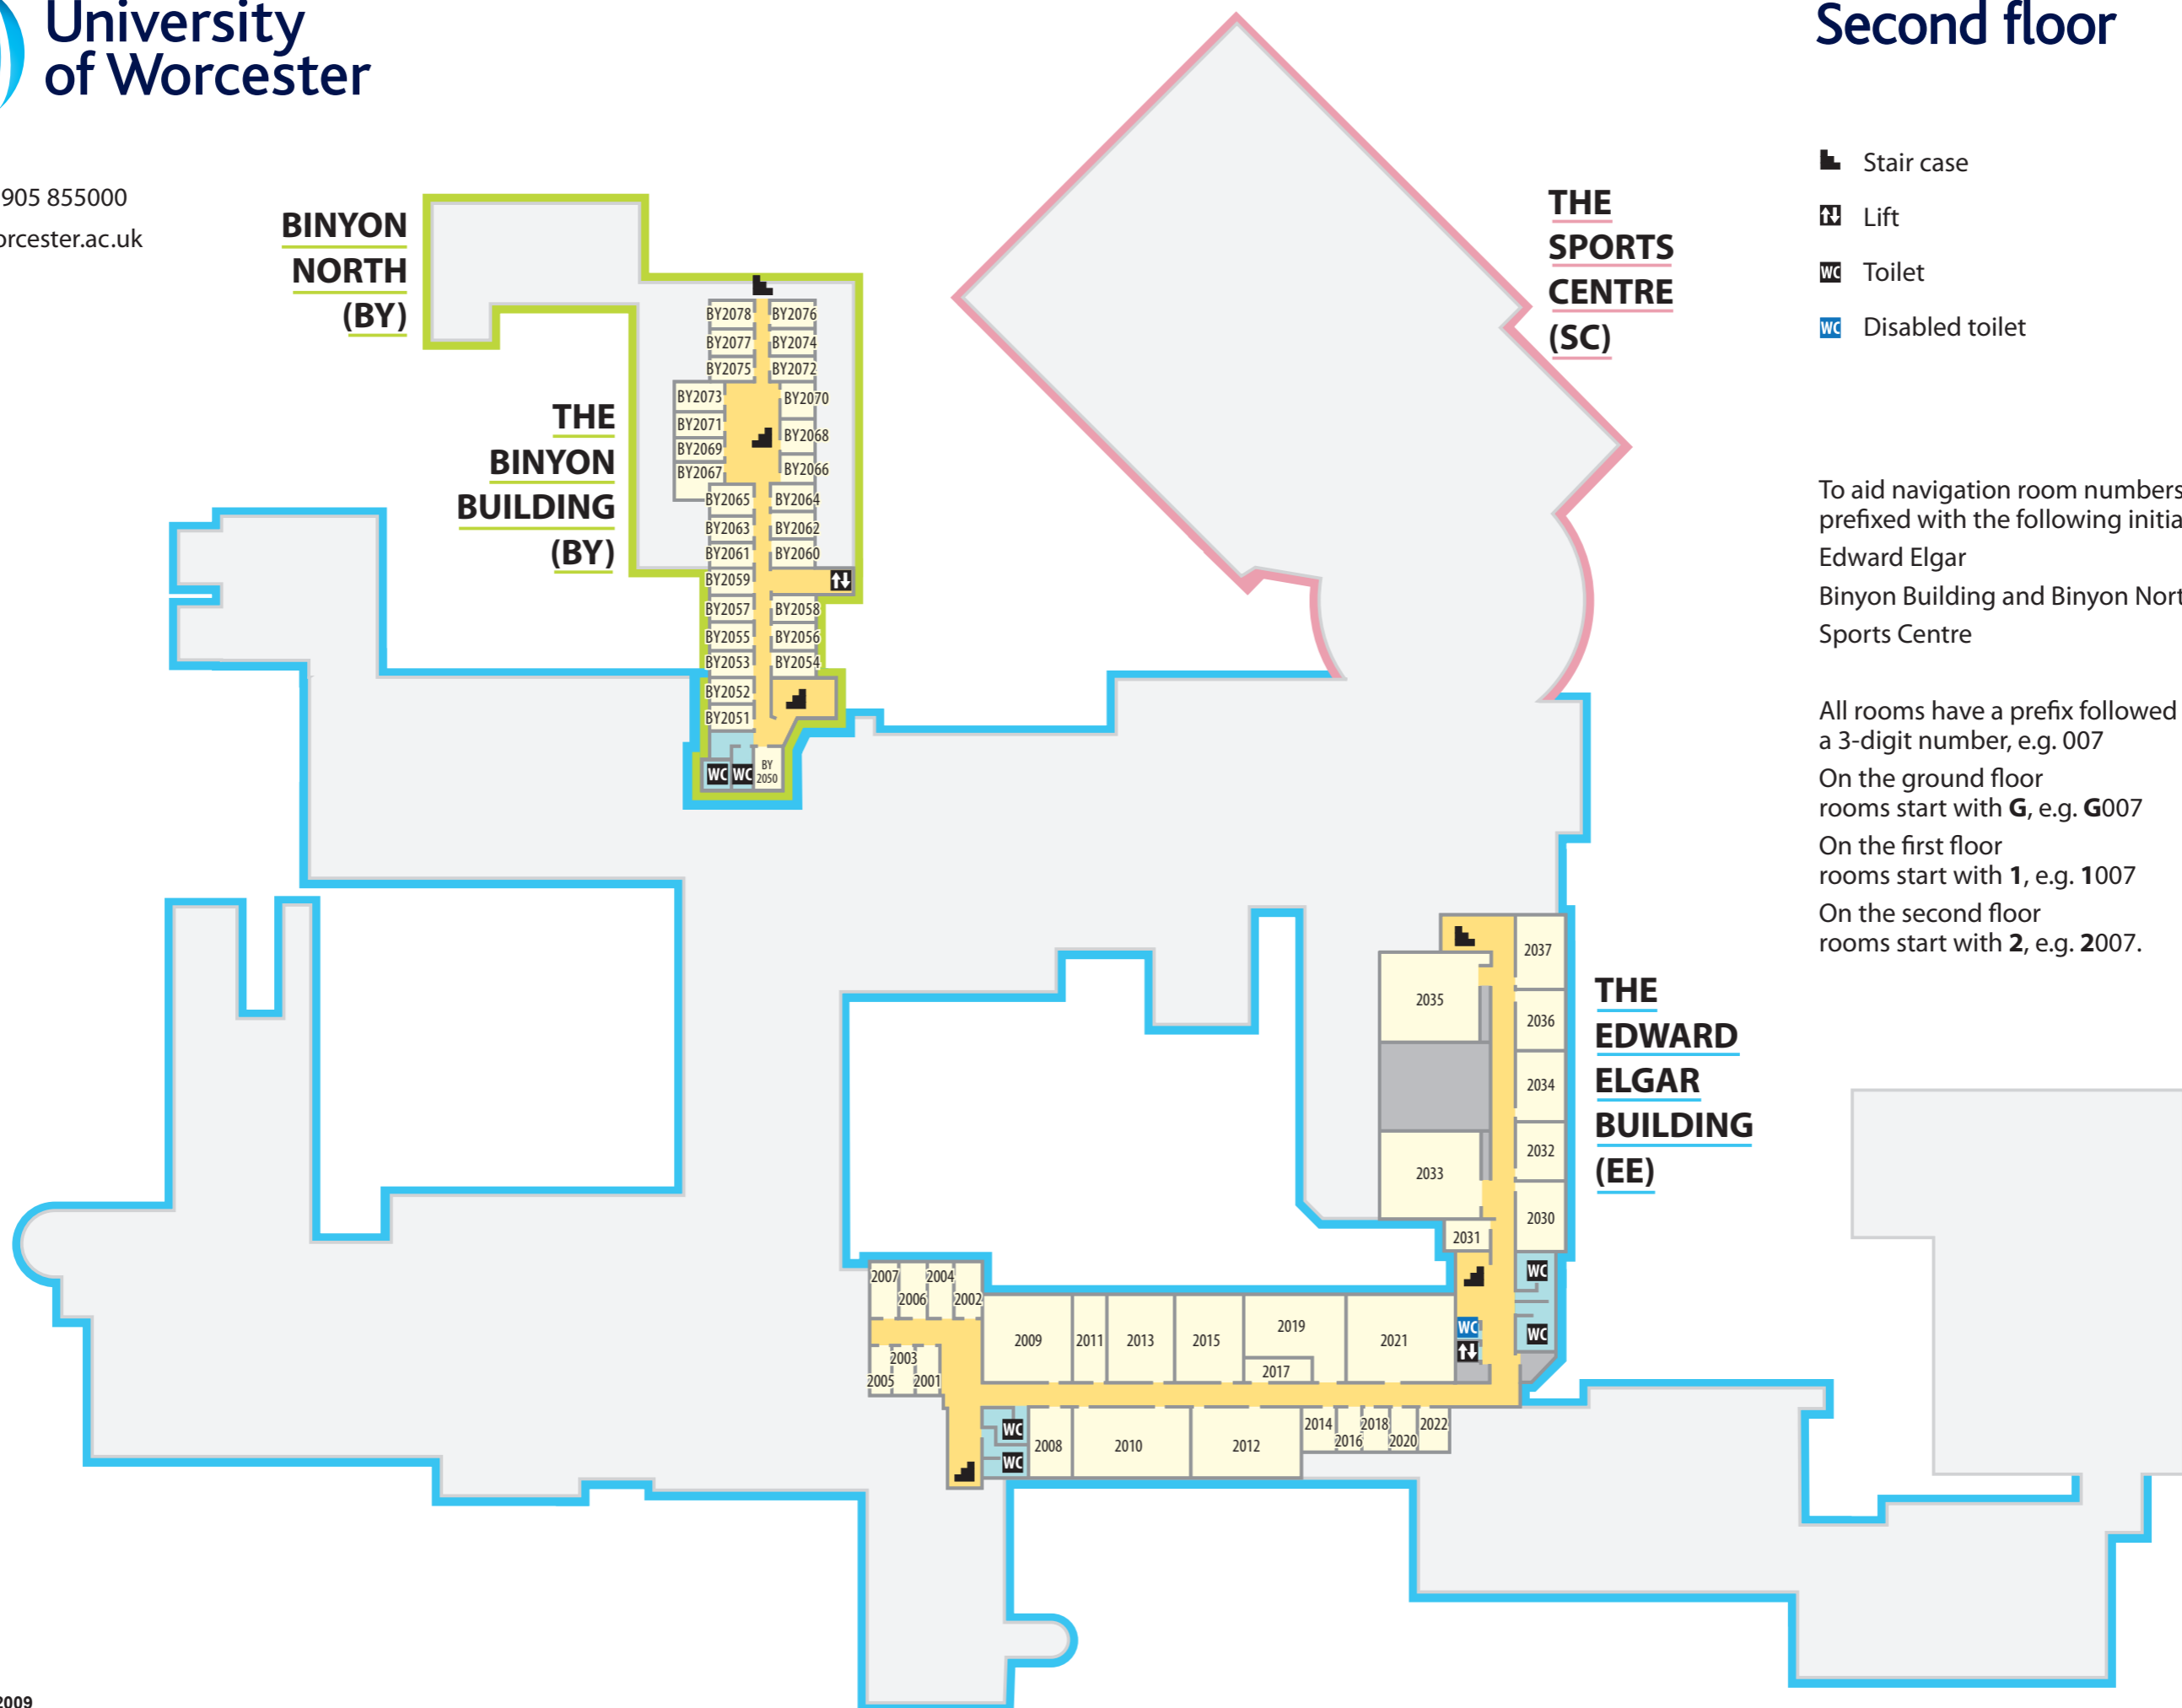 University
of Worcester
Second floor
905 855000
orcester.ac.uk
Stair case
Lift
WC Toilet
WC Disabled toilet
To aid navigation room numbers
prefixed with the following initia
Edward Elgar
Binyon Building and Binyon Nort
Sports Centre
All rooms have a prefix followed
a 3-digit number, e.g. 007
On the ground floor
rooms start with G, e.g. G007
On the first floor
rooms start with 1, e.g. 1007
On the second floor
rooms start with 2, e.g. 2007.
BINYON
NORTH
(BY)
THE
BINYON
BUILDING
(BY)
THE
SPORTS
CENTRE
(SC)
THE
EDWARD
ELGAR
BUILDING
(EE)
BY2078 BY2076
BY2077 BY2074
BY2075 BY2072
BY2073 BY2070
BY2071 BY2068
BY2069
BY2067 BY2066
BY2065 BY2064
BY2063 BY2062
BY2061 BY2060
BY2059
BY2057 BY2058
BY2055 BY2056
BY2053 BY2054
BY2052
BY2051
WC WC BY
2050
2037
2035
2036
2034
2032
2033
2030
2031
WC
WC
WC
2007 2004
2006 2002
2003
2005 2001
2009 2011 2013 2015 2019 2021
2017
WC
WC
2008 2010 2012
2014 2018 2022
2016 2020
2009